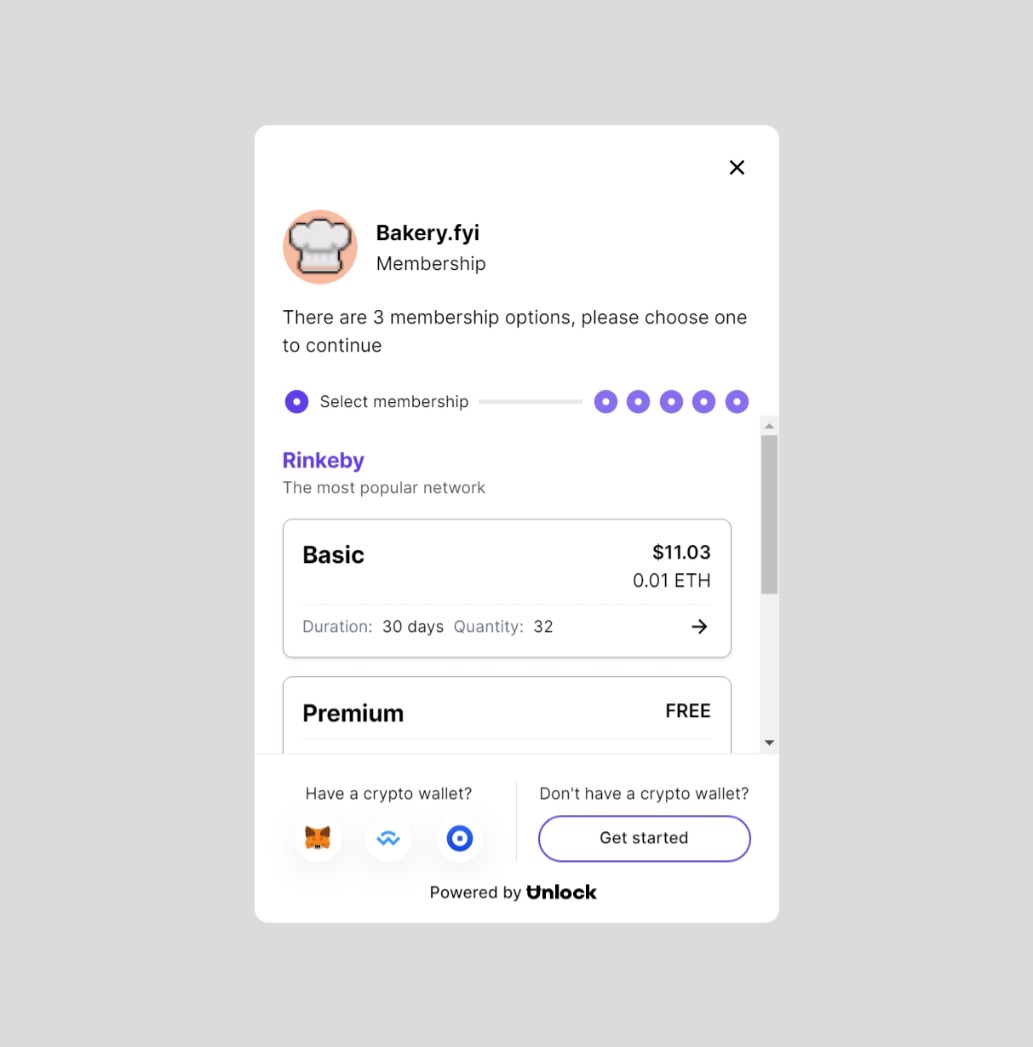 Bakery.fyi
Membership
There are 3 membership options, please choose one
to continue
Select membership
Rinkeby
The most popular network
Basic
$11.03
0.01 ETH
Duration: 30 days Quantity: 32
Premium
FREE
Have a crypto wallet?
Don't have a crypto wallet?
Get started
Powered by Unlock